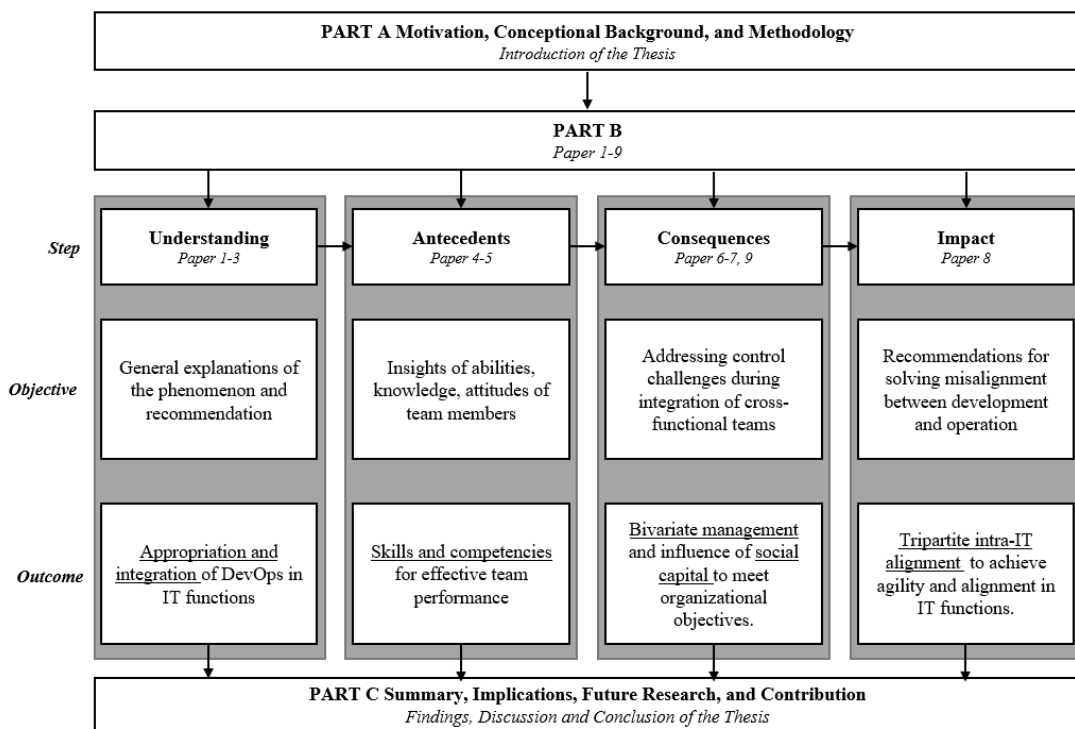 PART A Motivation, Conceptual Background, and Methodology
Introduction of the Thesis
PART B
Paper 1-9
Step
Understanding
Paper 1-3
Antecedents
Paper 4-5
Consequences
Paper 6-7, 9
Impact
Paper 8
Objective
General explanations of
the phenomenon and
recommendation
Insights of abilities,
knowledge, attitudes of
team members
Addressing control
challenges during
integration of cross-
functional teams
Recommendations for
solving misalignment
between development
and operation
Outcome
Appropriation and
integration of DevOps in
IT functions
Skills and competencies
for effective team
performance
Bivariate management
and influence of social
capital to meet
organizational
objectives.
Tripartite intra-IT
alignment to achieve
agility and alignment in
IT functions.
PART C Summary, Implications, Future Research, and Contribution
Findings, Discussion and Conclusion of the Thesis